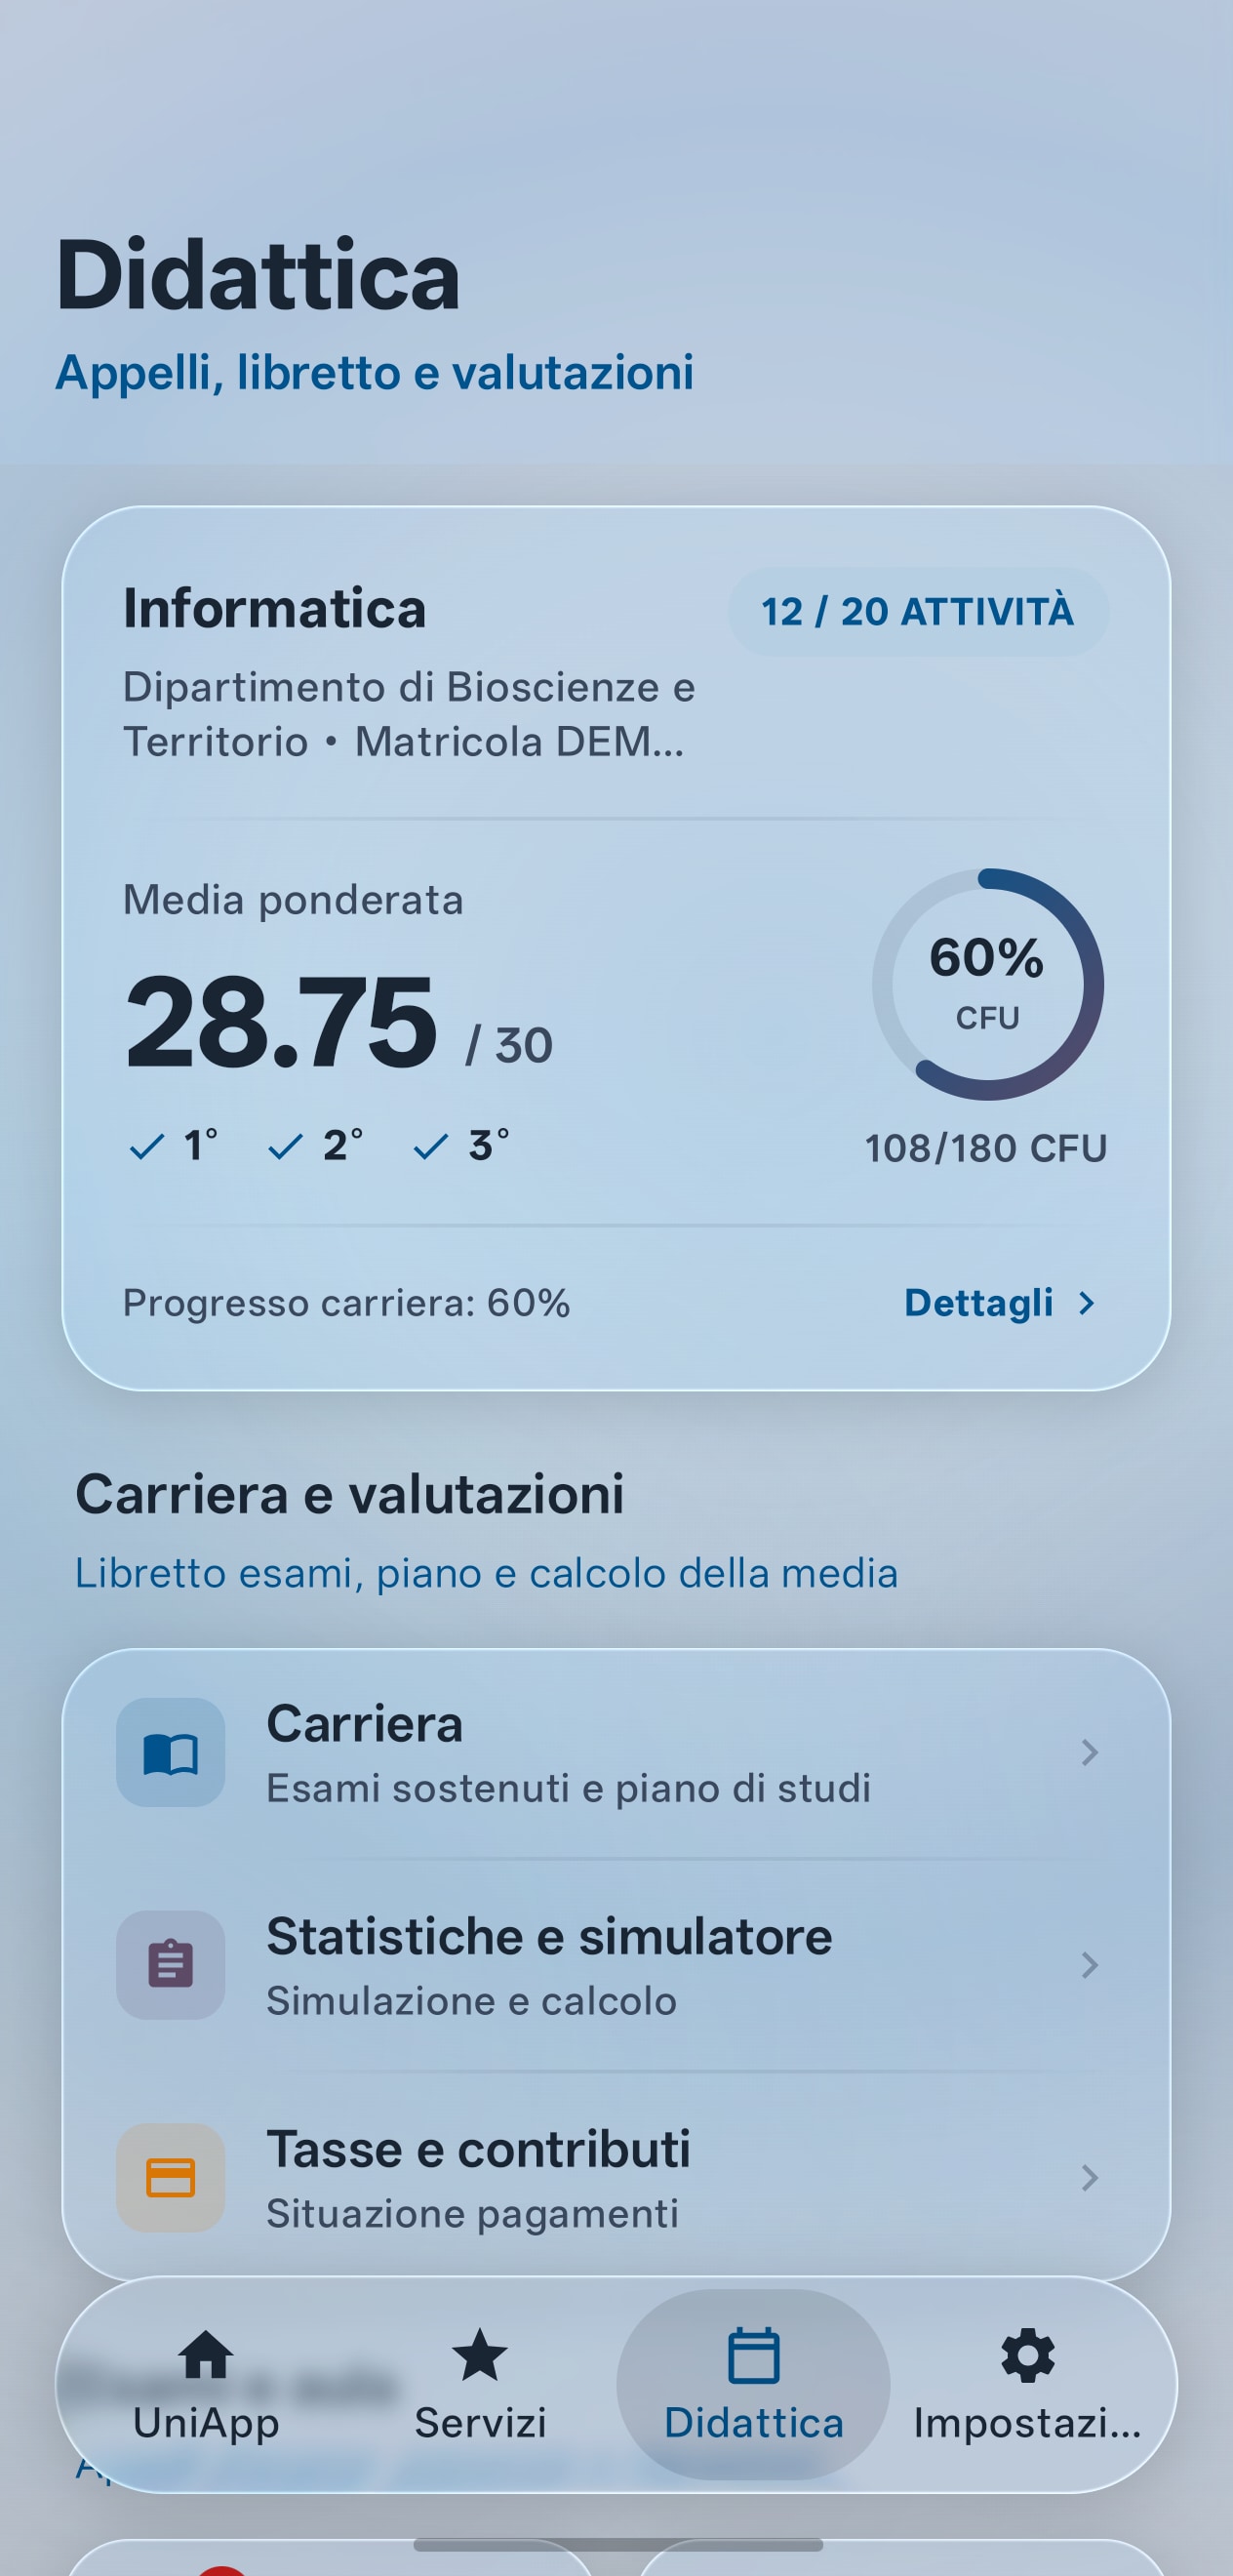 Didattica
Appelli, libretto e valutazioni
Informatica
12 / 20 ATTIVITÀ
Dipartimento di Bioscienze e
Territorio • Matricola DEM...
Media ponderata
28.75 / 30
60%
CFU
1° 2° 3°
108/180 CFU
Progresso carriera: 60%
Dettagli
Carriera e valutazioni
Libretto esami, piano e calcolo della media
Carriera
Esami sostenuti e piano di studi
Statistiche e simulatore
Simulazione e calcolo
Tasse e contributi
Situazione pagamenti
UniApp
Servizi
Didattica
Impostazi...